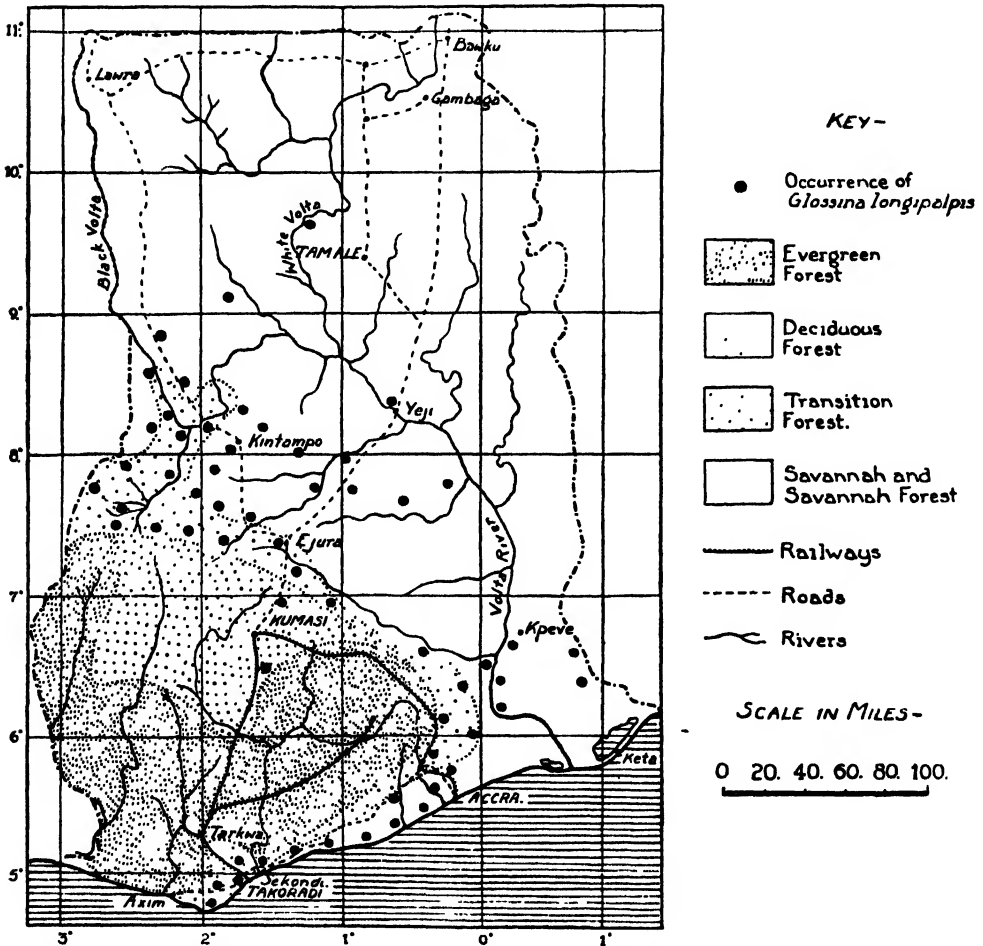 11°
10°
9°
8°
7°
6°
5°
3°
2°
1°
0°
1°
Lawra
Bawku
Gambaga
Black Volta
White Volta
TAMALE
Yeji
Kintampo
Ejura
Volta River
KUMASI
Kpeve
Keta
ACCRA.
Tarkwa
Sekondi.
TAKORADI
Axim
KEY-
Occurrence of
Glossina longipalpis
Evergreen
Forest
Deciduous
Forest
Transition
Forest.
Savannah and
Savannah Forest
Railways
Roads
Rivers
SCALE IN MILES-
0 20. 40. 60. 80. 100.